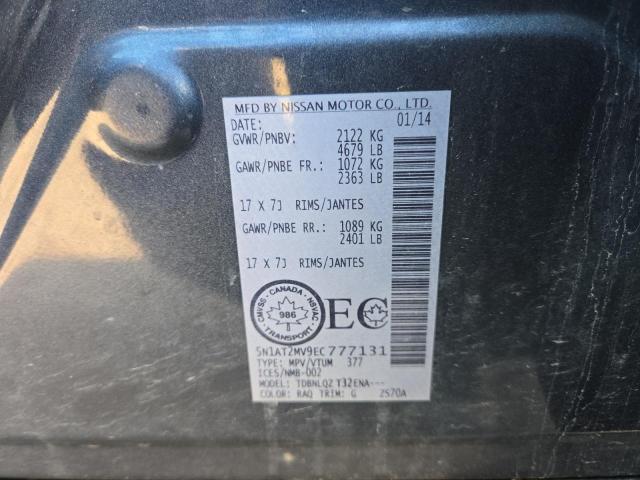 MFD BY NISSAN MOTOR CO., LTD.
DATE: 01/14
GVWR/PNBV: 2122 KG
4679 LB
GAWR/PNBE FR.: 1072 KG
2363 LB
17 X 7J RIMS/JANTES
GAWR/PNBE RR.: 1089 KG
2401 LB
17 X 7J RIMS/JANTES
CANADA
CMVSS NSVAC
986
TRANSPORT
EC
5N1AT2MV9EC777131
TYPE: MPV/VTUM 377
ICES/NMB-002
MODEL: TDBNLQZ T32ENA---
COLOR: RAQ TRIM: G 2S70A